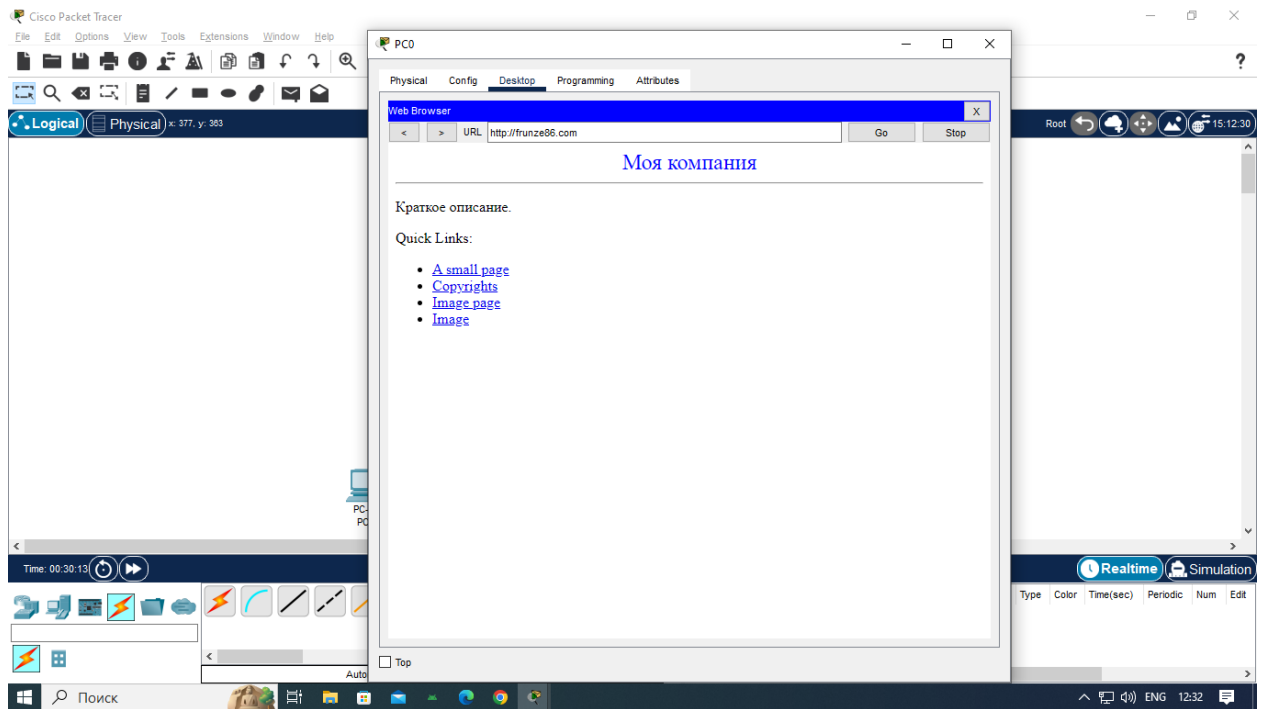 Cisco Packet Tracer
File Edit Options View Tools Extensions Window Help
?
PC0
Physical Config Desktop Programming Attributes
Web Browser
X
< > URL http://frunze86.com Go Stop
Logical Physical x: 377, y: 363
Root 15:12:30
Моя компания
Краткое описание.
Quick Links:
A small page
Copyrights
Image page
Image
PC-
PC
Time: 00:30:13
Realtime Simulation
Type Color Time(sec) Periodic Num Edit
Auto
Top
Поиск
ENG 12:32